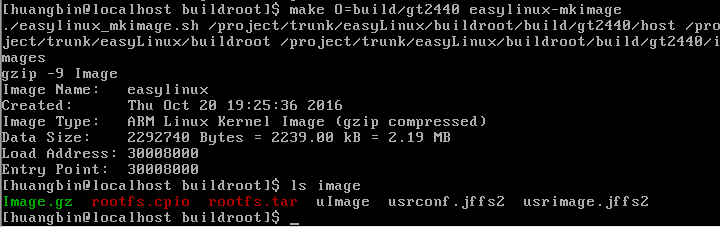 [huangbin@localhost buildroot]$ make O=build/gt2440 easylinux-mkimage
./easylinux_mkimage.sh /project/trunk/easyLinux/buildroot/build/gt2440/host /pro
ject/trunk/easyLinux/buildroot /project/trunk/easyLinux/buildroot/build/gt2440/i
mages
gzip -9 Image
Image Name:   easylinux
Created:      Thu Oct 20 19:25:36 2016
Image Type:   ARM Linux Kernel Image (gzip compressed)
Data Size:    2292740 Bytes = 2239.00 kB = 2.19 MB
Load Address: 30008000
Entry Point:  30008000
[huangbin@localhost buildroot]$ ls image
Image.gz  rootfs.cpio  rootfs.tar  uImage  usrconf.jffs2  usrimage.jffs2
[huangbin@localhost buildroot]$ _